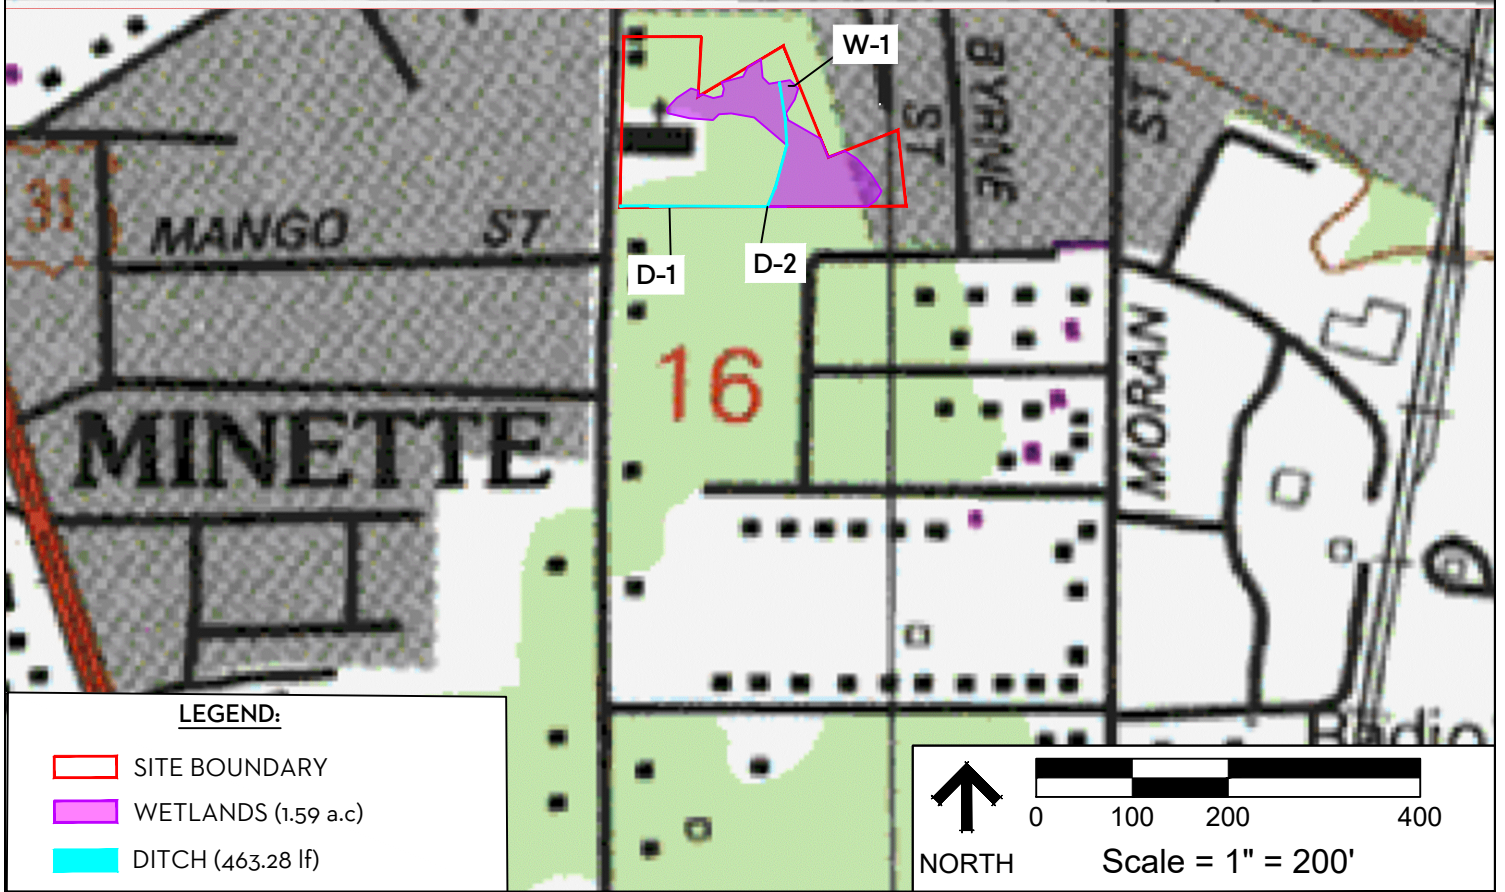 W-1
BYRNE
ST
ST
31
MANGO ST
D-1
D-2
16
MORAN
MINETTE
Radio
LEGEND:
SITE BOUNDARY
WETLANDS (1.59 a.c)
DITCH (463.28 lf)
NORTH
0 100 200 400
Scale = 1" = 200'